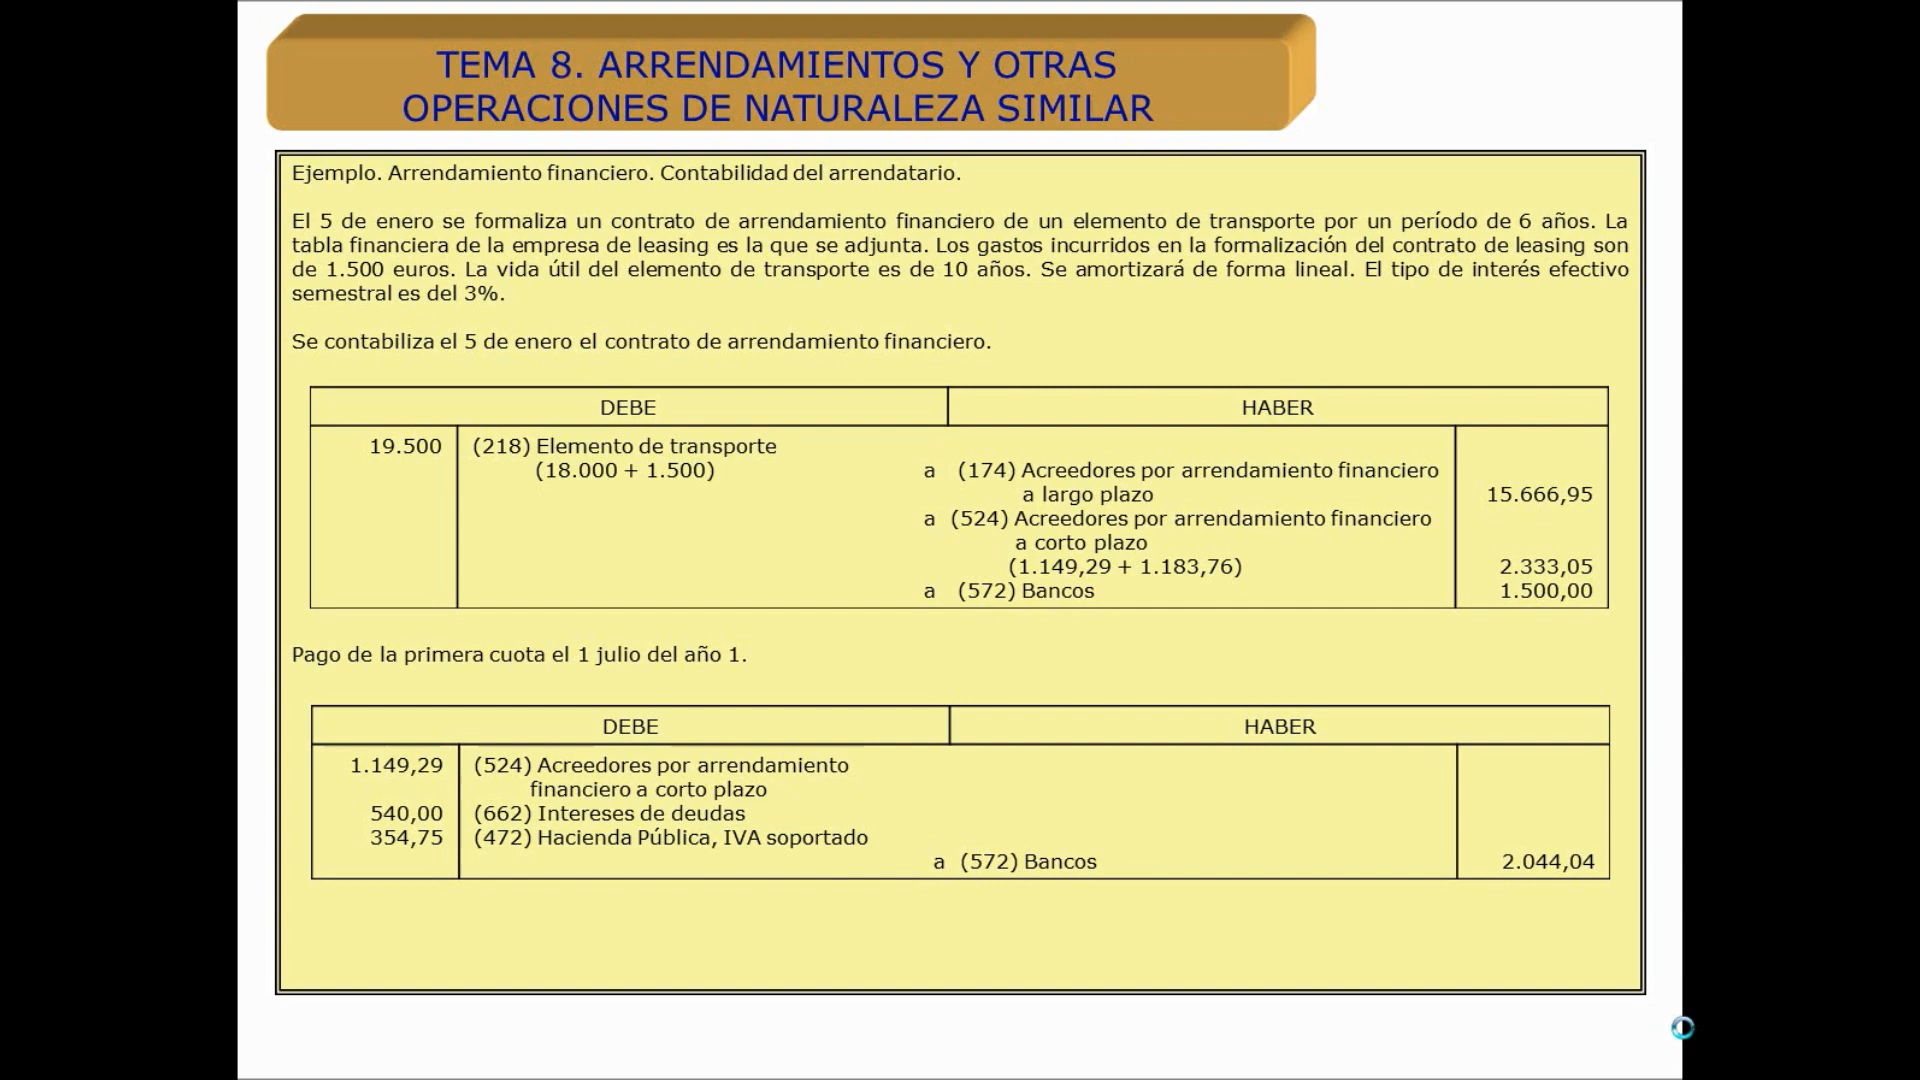 TEMA 8. ARRENDAMIENTOS Y OTRAS
OPERACIONES DE NATURALEZA SIMILAR
Ejemplo. Arrendamiento financiero. Contabilidad del arrendatario.
El 5 de enero se formaliza un contrato de arrendamiento financiero de un elemento de transporte por un período de 6 años. La
tabla financiera de la empresa de leasing es la que se adjunta. Los gastos incurridos en la formalización del contrato de leasing son
de 1.500 euros. La vida útil del elemento de transporte es de 10 años. Se amortizará de forma lineal. El tipo de interés efectivo
semestral es del 3%.
Se contabiliza el 5 de enero el contrato de arrendamiento financiero.
DEBE HABER
19.500 (218) Elemento de transporte
(18.000 + 1.500) a (174) Acreedores por arrendamiento financiero
a largo plazo 15.666,95
a (524) Acreedores por arrendamiento financiero
a corto plazo
(1.149,29 + 1.183,76) 2.333,05
a (572) Bancos 1.500,00
Pago de la primera cuota el 1 julio del año 1.
DEBE HABER
1.149,29 (524) Acreedores por arrendamiento
financiero a corto plazo
540,00 (662) Intereses de deudas
354,75 (472) Hacienda Pública, IVA soportado
a (572) Bancos 2.044,04